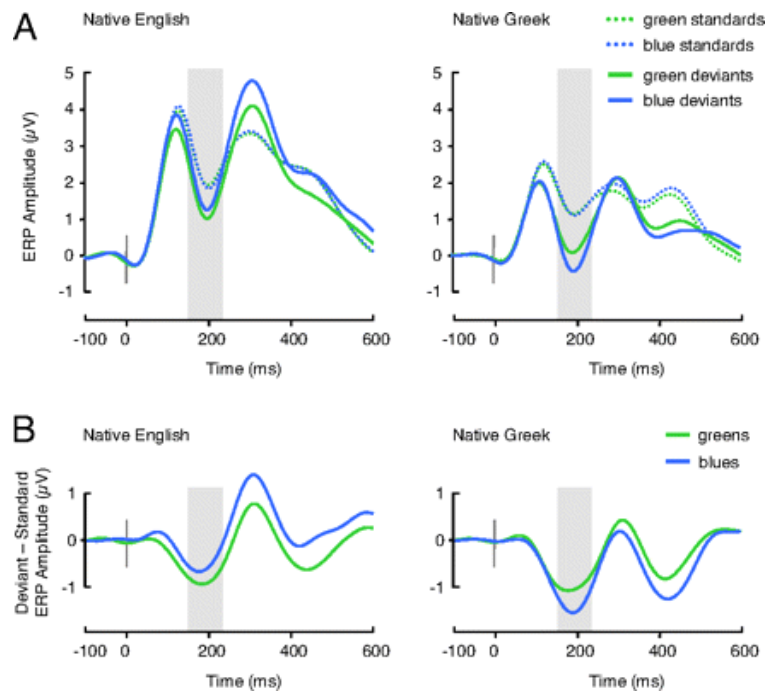 A
Native English
Native Greek
green standards
blue standards
green deviants
blue deviants
ERP Amplitude (µV)
5
4
3
2
1
0
-1
5
4
3
2
1
0
-1
-100 0 200 400 600
Time (ms)
-100 0 200 400 600
Time (ms)
B
Native English
Native Greek
greens
blues
Deviant – Standard
ERP Amplitude (µV)
1
0
-1
1
0
-1
-100 0 200 400 600
Time (ms)
-100 0 200 400 600
Time (ms)